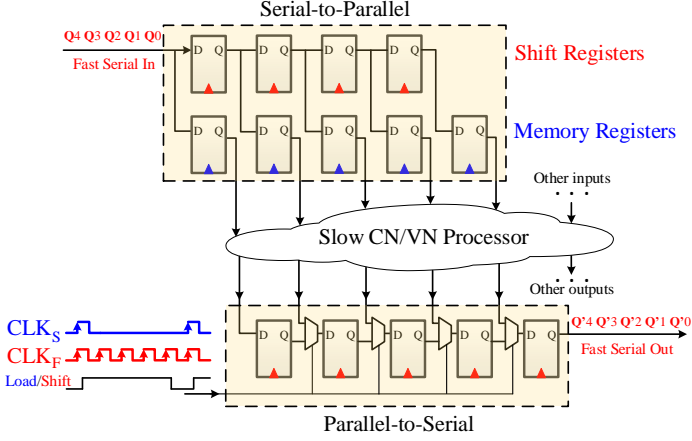 Serial-to-Parallel
Q4 Q3 Q2 Q1 Q0
Fast Serial In
D Q D Q D Q D Q
Shift Registers
D Q D Q D Q D Q D Q
Memory Registers
Other inputs
. . .
Slow CN/VN Processor
Other outputs
. . .
CLKS
CLKF
Load/Shift
D Q D Q D Q D Q D Q
Q'4 Q'3 Q'2 Q'1 Q'0
Fast Serial Out
Parallel-to-Serial